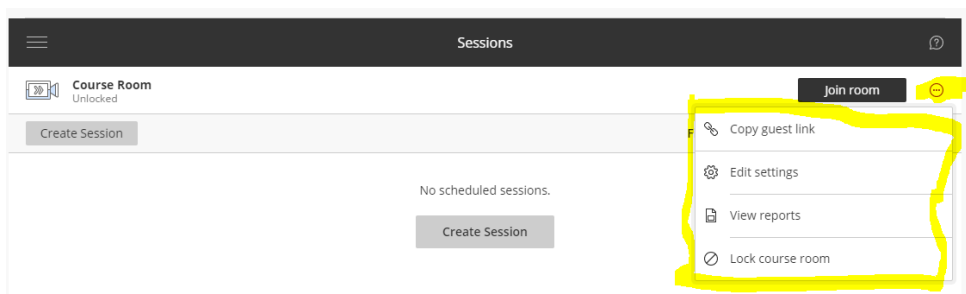 Sessions
Course Room
Unlocked
Join room
Create Session
F
Copy guest link
Edit settings
No scheduled sessions.
View reports
Create Session
Lock course room